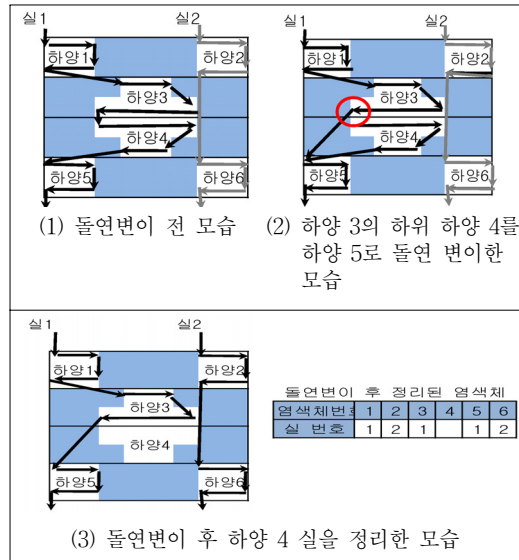 실1 실2
하양1 하양2
하양3
하양4
하양5 하양6
(1) 돌연변이 전 모습
실1 실2
하양1 하양2
하양3
하양4
하양5 하양6
(2) 하양 3의 하위 하양 4를
하양 5로 돌연 변이한
모습
실1 실2
하양1 하양2
하양3
하양4
하양5 하양6
돌연변이 후 정리된 염색체
염색체번호 1 2 3 4 5 6
실 번호 1 2 1 1 2
(3) 돌연변이 후 하양 4 실을 정리한 모습